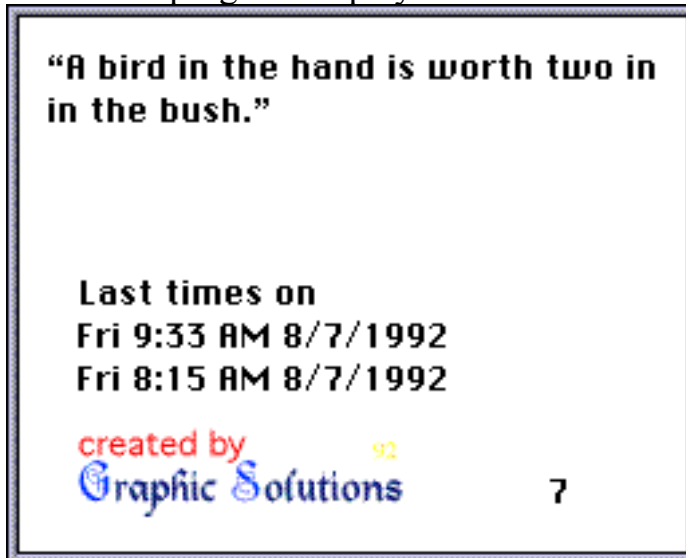 “A bird in the hand is worth two in
in the bush.”
Last times on
Fri 9:33 AM 8/7/1992
Fri 8:15 AM 8/7/1992
created by 92
Graphic Solutions 7